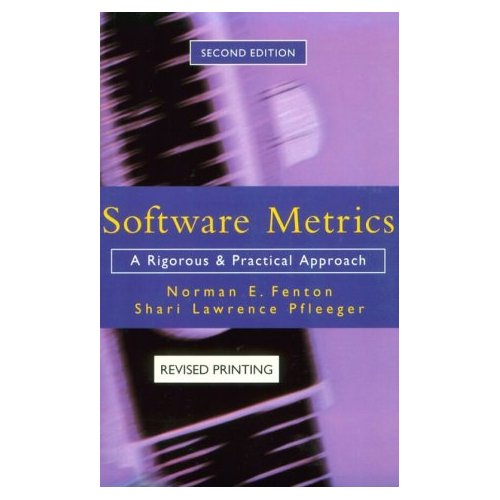 SECOND EDITION
Software Metrics
A Rigorous & Practical Approach
Norman E. Fenton
Shari Lawrence Pfleeger
REVISED PRINTING